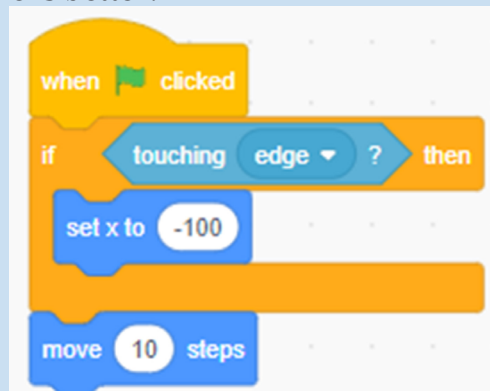 when clicked
if touching edge ? then
set x to -100
move 10 steps